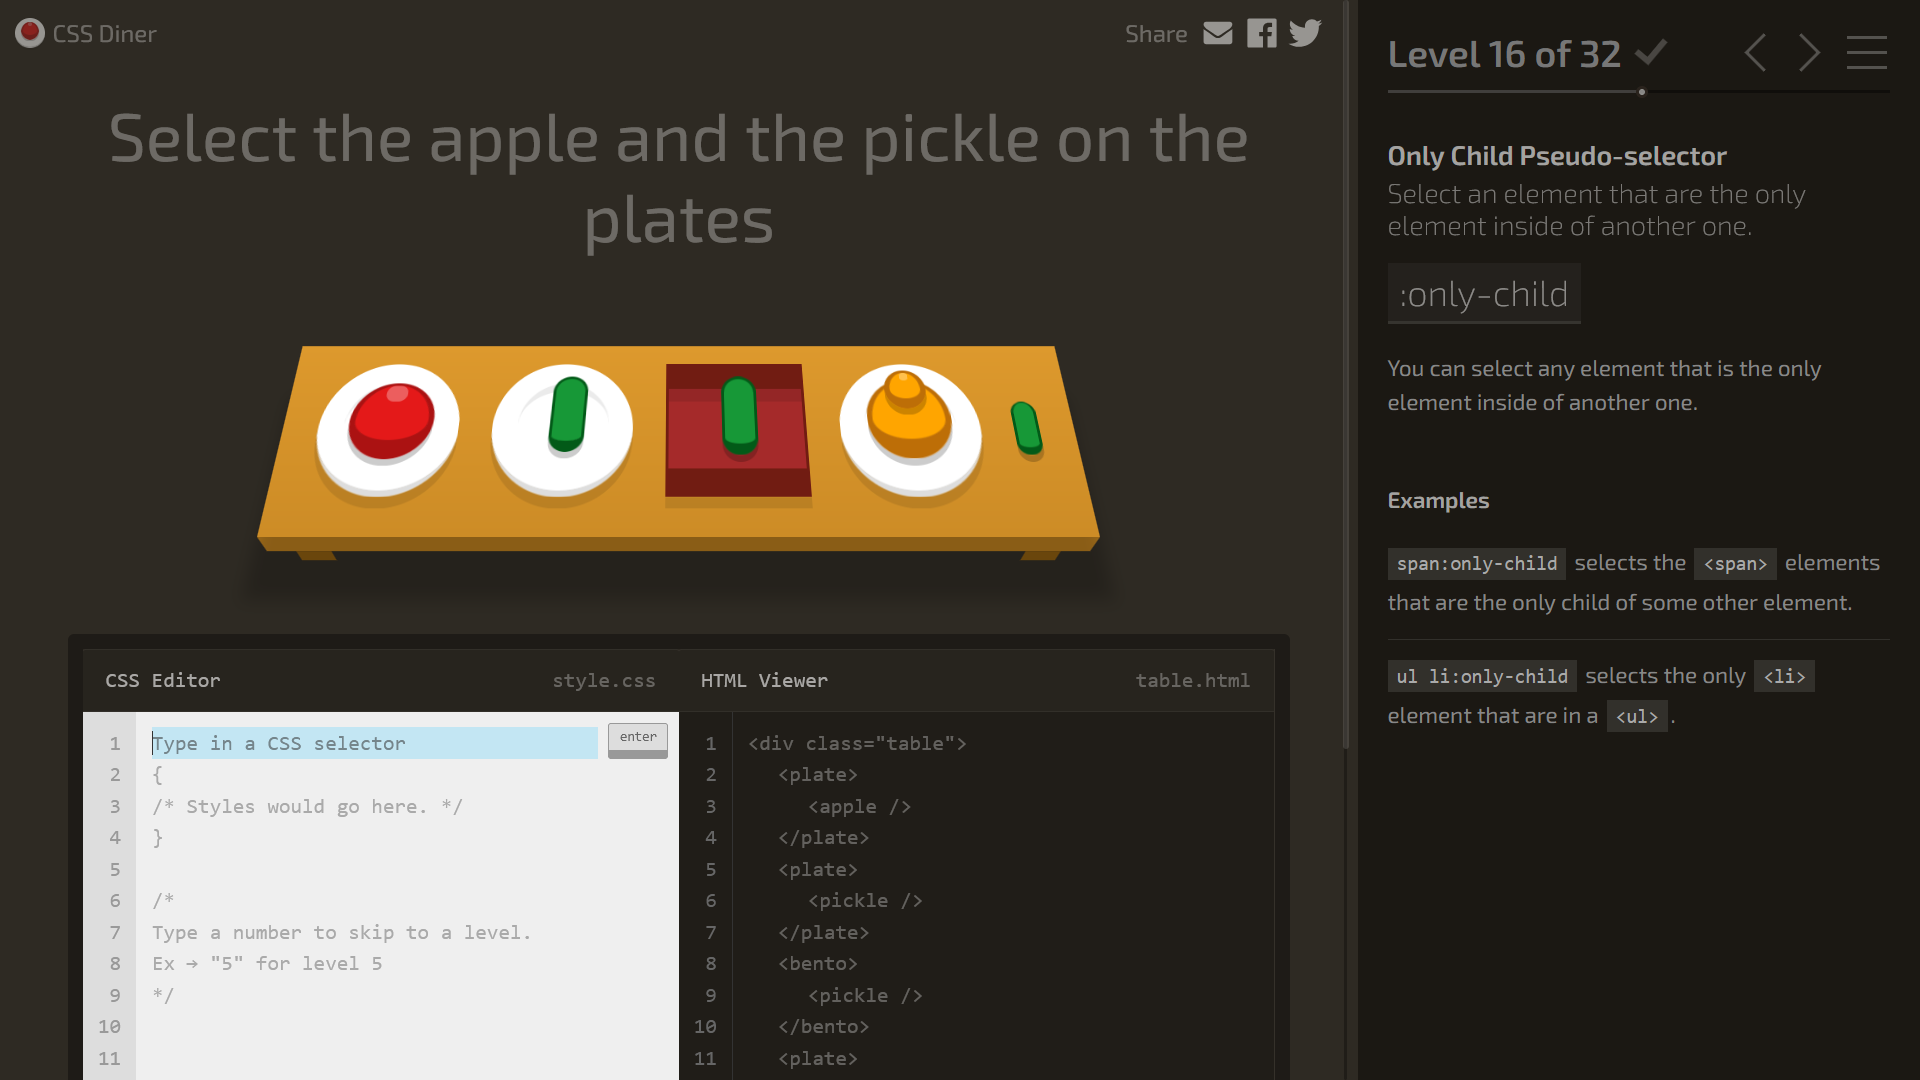 CSS Diner
Share
Select the apple and the pickle on the
plates
CSS Editor
style.css
HTML Viewer
table.html
1
Type in a CSS selector
enter
2
{
3
/* Styles would go here. */
4
}
5
6
/*
7
Type a number to skip to a level.
8
Ex → "5" for level 5
9
*/
10
11
1
<div class="table">
2
<plate>
3
<apple />
4
</plate>
5
<plate>
6
<pickle />
7
</plate>
8
<bento>
9
<pickle />
10
</bento>
11
<plate>
Level 16 of 32
Only Child Pseudo-selector
Select an element that are the only
element inside of another one.
:only-child
You can select any element that is the only
element inside of another one.
Examples
span:only-child selects the <span> elements
that are the only child of some other element.
ul li:only-child selects the only <li>
element that are in a <ul> .